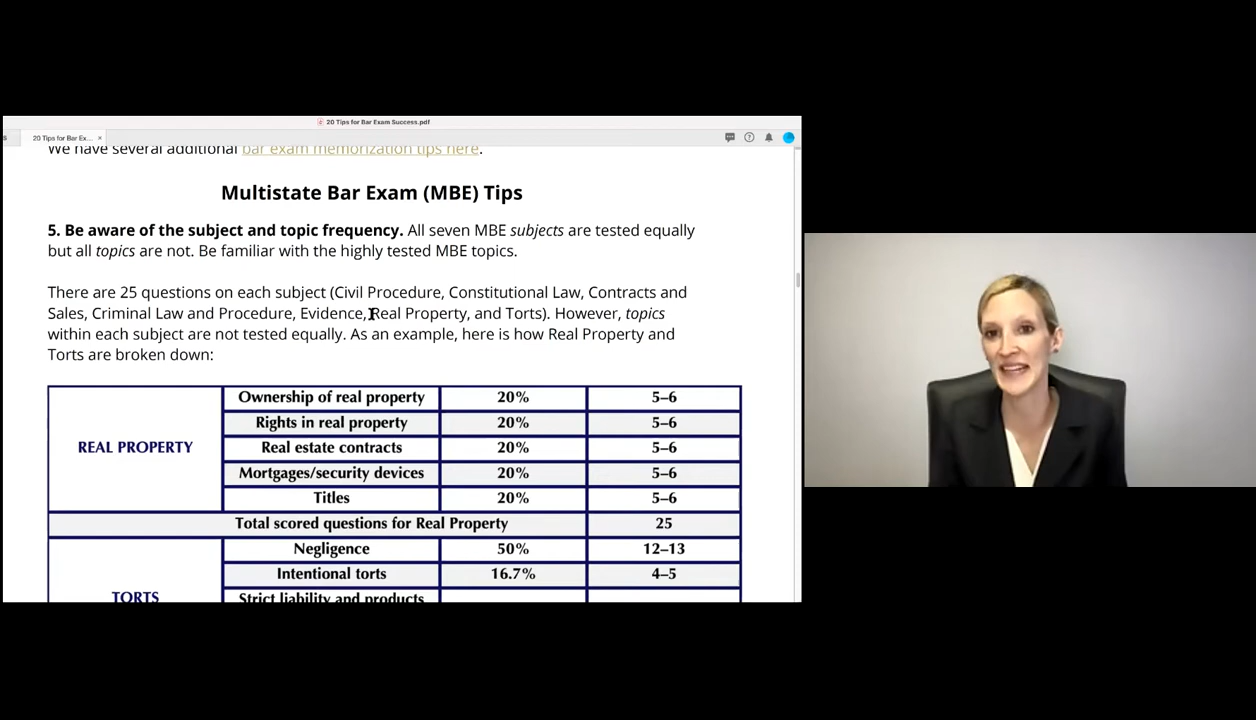 20 Tips for Bar Exam Success.pdf
20 Tips for Bar Ex...
We have several additional bar exam memorization tips here.
Multistate Bar Exam (MBE) Tips
5. Be aware of the subject and topic frequency. All seven MBE subjects are tested equally
but all topics are not. Be familiar with the highly tested MBE topics.
There are 25 questions on each subject (Civil Procedure, Constitutional Law, Contracts and
Sales, Criminal Law and Procedure, Evidence, Real Property, and Torts). However, topics
within each subject are not tested equally. As an example, here is how Real Property and
Torts are broken down:
REAL PROPERTY
Ownership of real property 20% 5–6
Rights in real property 20% 5–6
Real estate contracts 20% 5–6
Mortgages/security devices 20% 5–6
Titles 20% 5–6
Total scored questions for Real Property 25
TORTS
Negligence 50% 12–13
Intentional torts 16.7% 4–5
Strict liability and products